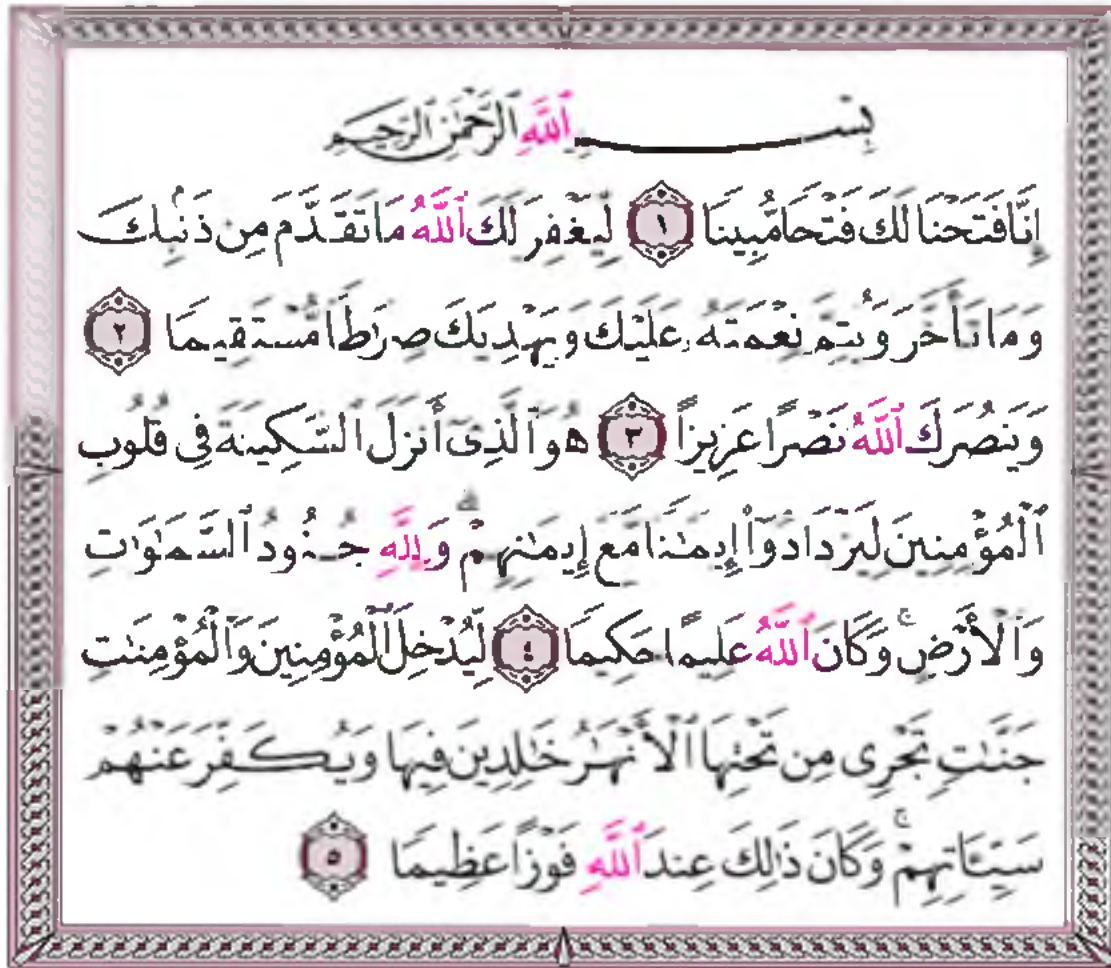 بِسْــــــمِ ٱللَّهِ ٱلرَّحْمَٰنِ ٱلرَّحِيمِ
إِنَّا فَتَحْنَا لَكَ فَتْحًا مُّبِينًا ١ لِّيَغْفِرَ لَكَ ٱللَّهُ مَا تَقَدَّمَ مِن ذَنۢبِكَ
وَمَا تَأَخَّرَ وَيُتِمَّ نِعْمَتَهُۥ عَلَيْكَ وَيَهْدِيَكَ صِرَٰطًا مُّسْتَقِيمًا ٢
وَيَنصُرَكَ ٱللَّهُ نَصْرًا عَزِيزًا ٣ هُوَ ٱلَّذِىٓ أَنزَلَ ٱلسَّكِينَةَ فِى قُلُوبِ
ٱلْمُؤْمِنِينَ لِيَزْدَادُوٓا۟ إِيمَٰنًا مَّعَ إِيمَٰنِهِمْ ۗ وَلِلَّهِ جُنُودُ ٱلسَّمَٰوَٰتِ
وَٱلْأَرْضِ ۚ وَكَانَ ٱللَّهُ عَلِيمًا حَكِيمًا ٤ لِّيُدْخِلَ ٱلْمُؤْمِنِينَ وَٱلْمُؤْمِنَٰتِ
جَنَّٰتٍ تَجْرِى مِن تَحْتِهَا ٱلْأَنْهَٰرُ خَٰلِدِينَ فِيهَا وَيُكَفِّرَ عَنْهُمْ
سَيِّـَٔاتِهِمْ ۚ وَكَانَ ذَٰلِكَ عِندَ ٱللَّهِ فَوْزًا عَظِيمًا ٥